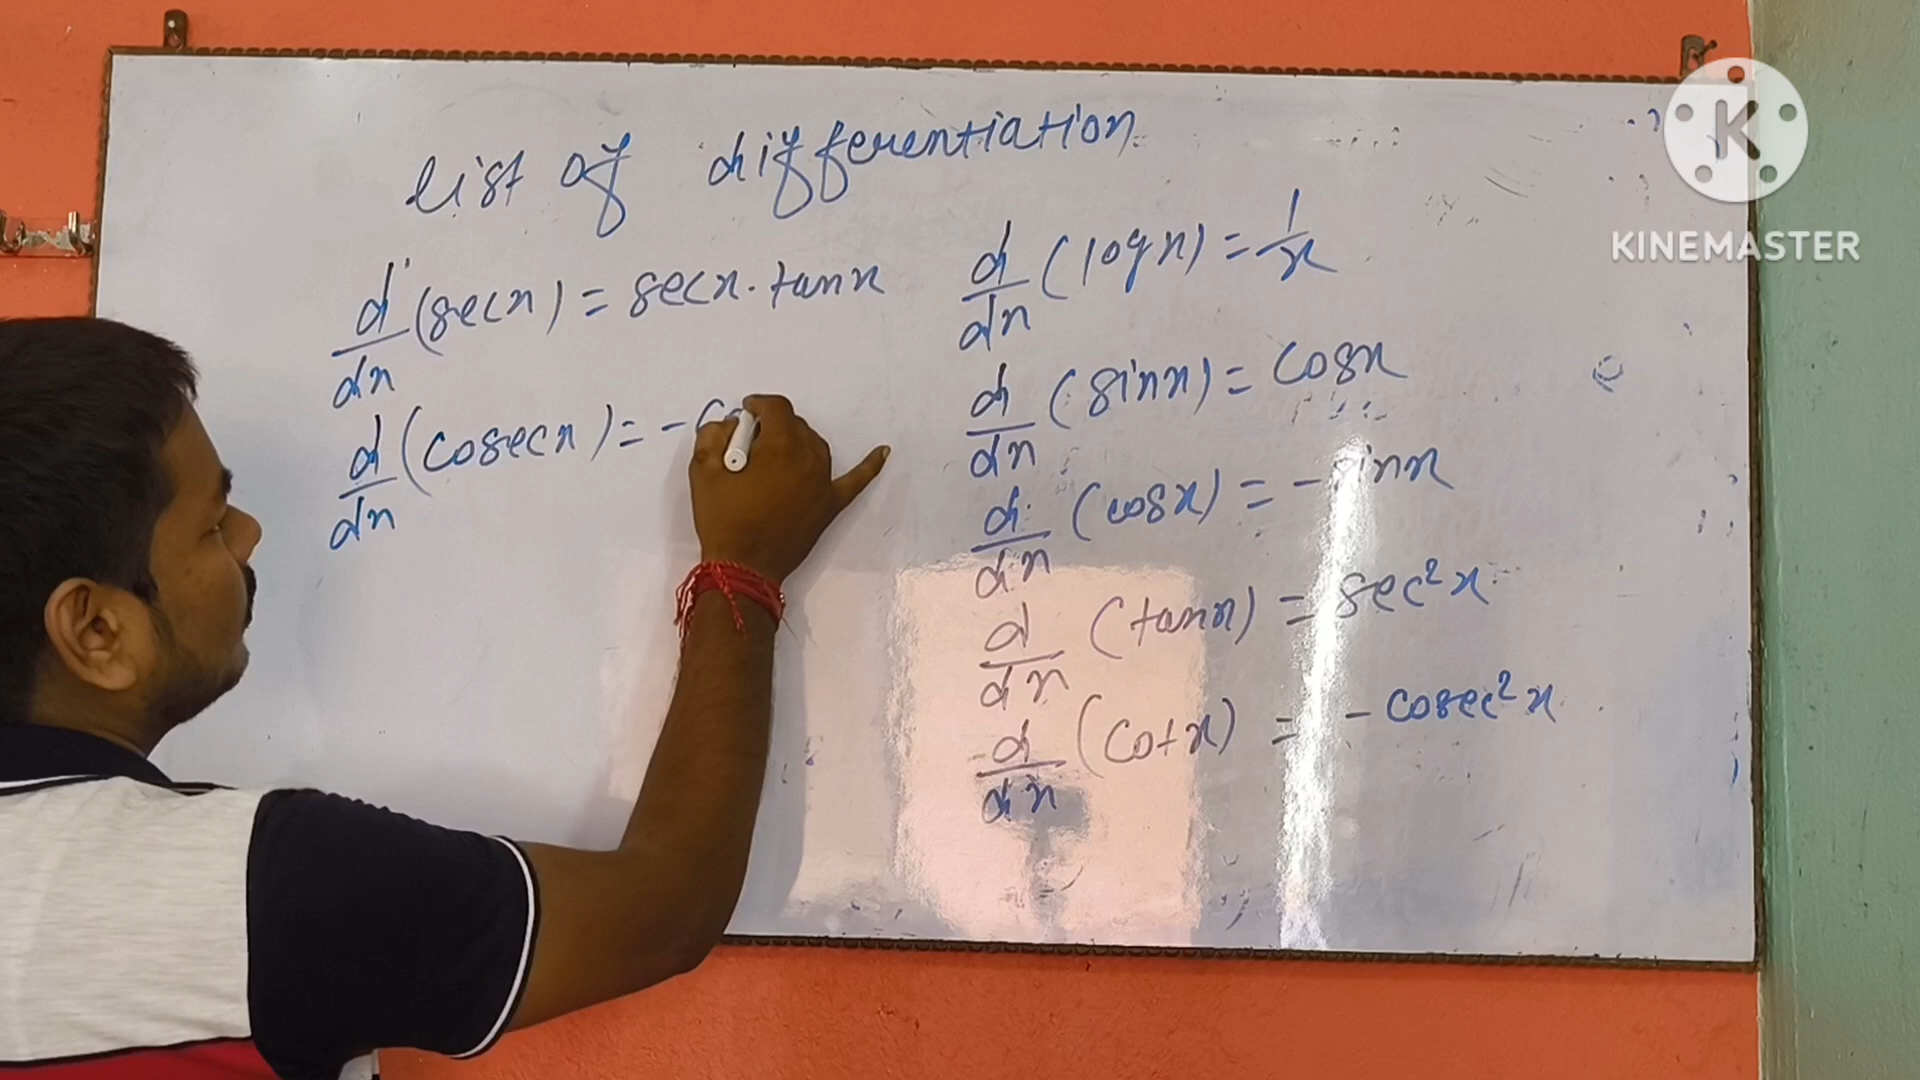 List of differentiation
d/dx (secx) = secx . tanx
d/dx (cosecx) = - co
d/dx (logx) = 1/x
d/dx (sinx) = cosx
d/dx (cosx) = - sinx
d/dx (tanx) = sec²x
d/dx (cotx) = - cosec²x
K
KINEMASTER